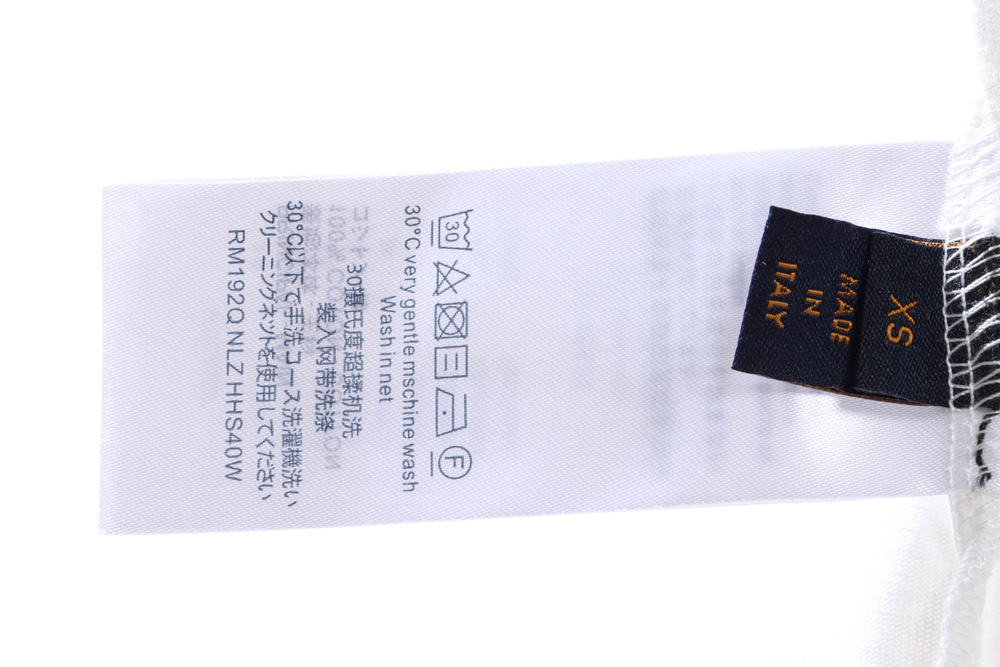 XS
MADE
IN
ITALY
30 F
30°C very gentle mschine wash
Wash in net
30摄氏度超揉机洗
装入网带洗涤
30°C以下で手洗コース洗濯機洗い
クリーニングネットを使用してください
RM192Q NLZ HHS40W